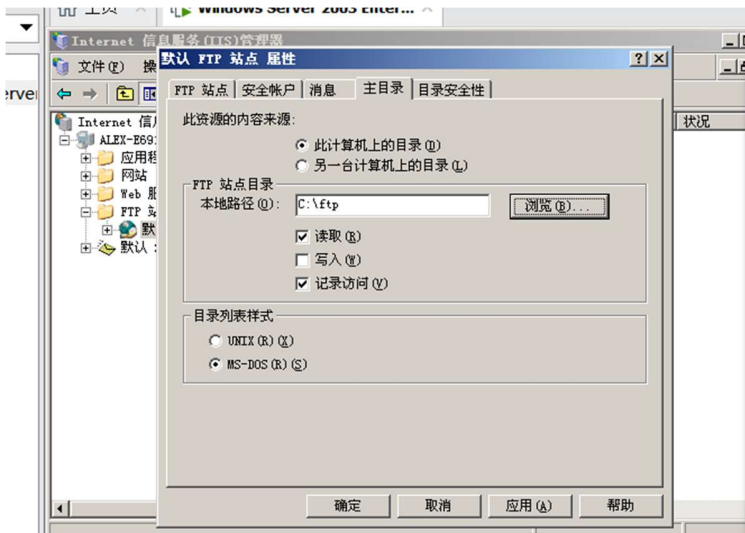 主页 × Windows Server 2003 Enter... ×
Internet 信息服务(IIS)管理器
文件(F) 操
默认 FTP 站点 属性 ? ×
FTP 站点 安全帐户 消息 主目录 目录安全性
Internet 信
状况
ALEX-E69
应用程
网站
Web 服
FTP 站
默
默认
此资源的内容来源:
此计算机上的目录(D)
另一台计算机上的目录(L)
FTP 站点目录
本地路径(O): C:\ftp 浏览(B)...
读取(R)
写入(W)
记录访问(V)
目录列表样式
UNIX(R)(X)
MS-DOS(R)(S)
确定 取消 应用(A) 帮助